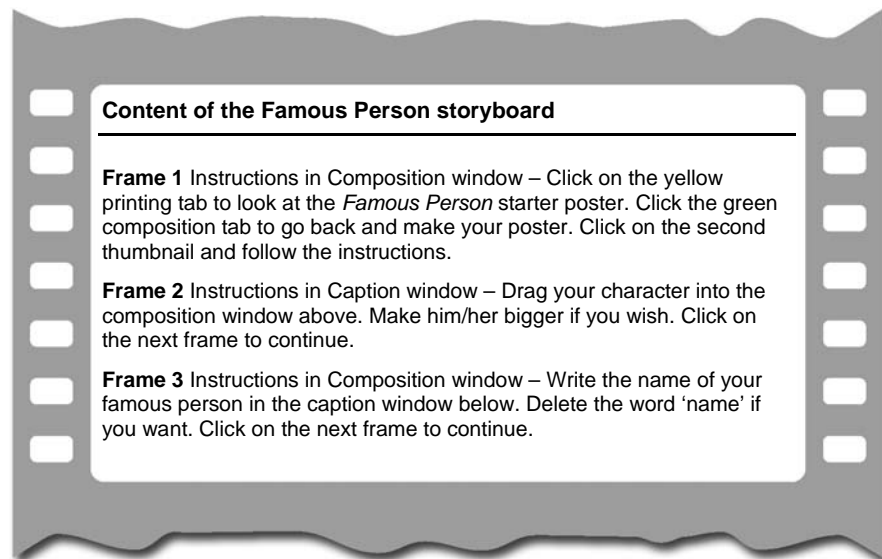 Content of the Famous Person storyboard
Frame 1 Instructions in Composition window – Click on the yellow
printing tab to look at the Famous Person starter poster. Click the green
composition tab to go back and make your poster. Click on the second
thumbnail and follow the instructions.
Frame 2 Instructions in Caption window – Drag your character into the
composition window above. Make him/her bigger if you wish. Click on
the next frame to continue.
Frame 3 Instructions in Composition window – Write the name of your
famous person in the caption window below. Delete the word ‘name’ if
you want. Click on the next frame to continue.